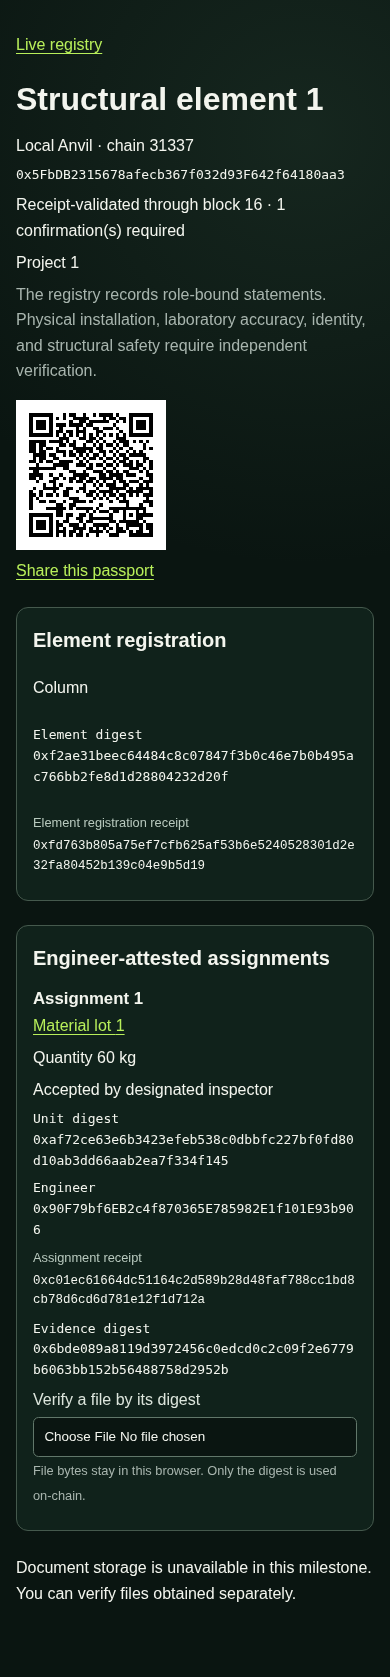 Live registry
Structural element 1
Local Anvil · chain 31337
0x5FbDB2315678afecb367f032d93F642f64180aa3
Receipt-validated through block 16 · 1
confirmation(s) required
Project 1
The registry records role-bound statements.
Physical installation, laboratory accuracy, identity,
and structural safety require independent
verification.
Share this passport
Element registration
Column
Element digest
0xf2ae31beec64484c8c07847f3b0c46e7b0b495a
c766bb2fe8d1d28804232d20f
Element registration receipt
0xfd763b805a75ef7cfb625af53b6e5240528301d2e
32fa80452b139c04e9b5d19
Engineer-attested assignments
Assignment 1
Material lot 1
Quantity 60 kg
Accepted by designated inspector
Unit digest
0xaf72ce63e6b3423efeb538c0dbbfc227bf0fd80
d10ab3dd66aab2ea7f334f145
Engineer
0x90F79bf6EB2c4f870365E785982E1f101E93b90
6
Assignment receipt
0xc01ec61664dc51164c2d589b28d48faf788cc1bd8
cb78d6cd6d781e12f1d712a
Evidence digest
0x6bde089a8119d3972456c0edcd0c2c09f2e6779
b6063bb152b56488758d2952b
Verify a file by its digest
Choose File No file chosen
File bytes stay in this browser. Only the digest is used
on-chain.
Document storage is unavailable in this milestone.
You can verify files obtained separately.